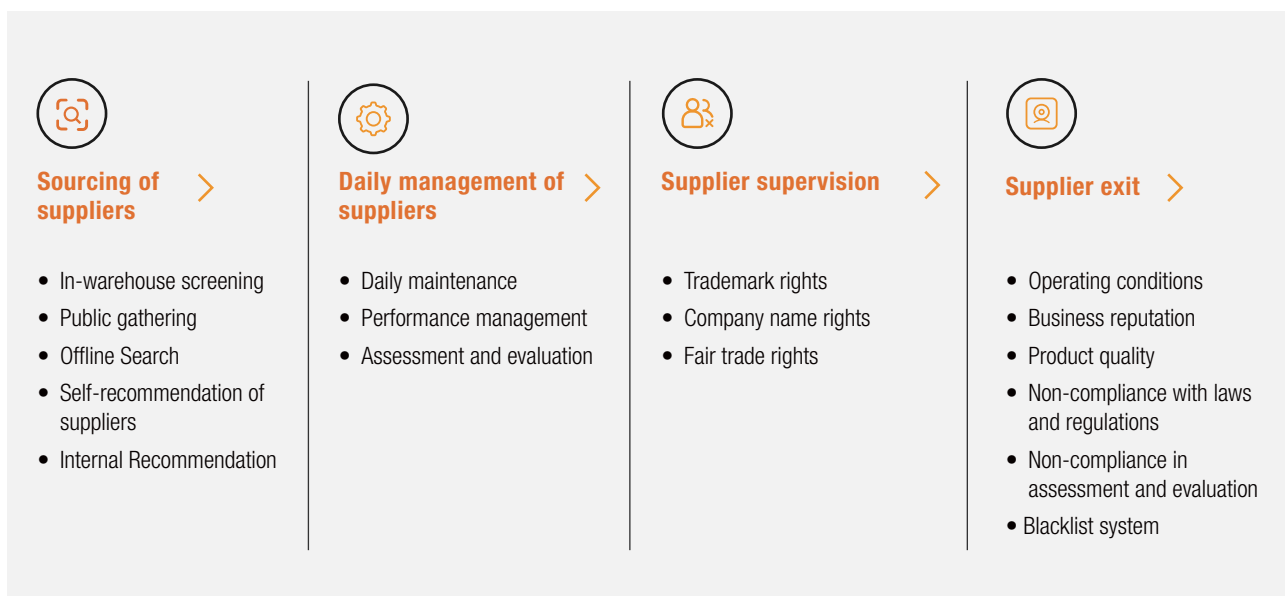 Sourcing of
suppliers
• In-warehouse screening
• Public gathering
• Offline Search
• Self-recommendation of
suppliers
• Internal Recommendation
Daily management of
suppliers
• Daily maintenance
• Performance management
• Assessment and evaluation
Supplier supervision
• Trademark rights
• Company name rights
• Fair trade rights
Supplier exit
• Operating conditions
• Business reputation
• Product quality
• Non-compliance with laws
and regulations
• Non-compliance in
assessment and evaluation
• Blacklist system